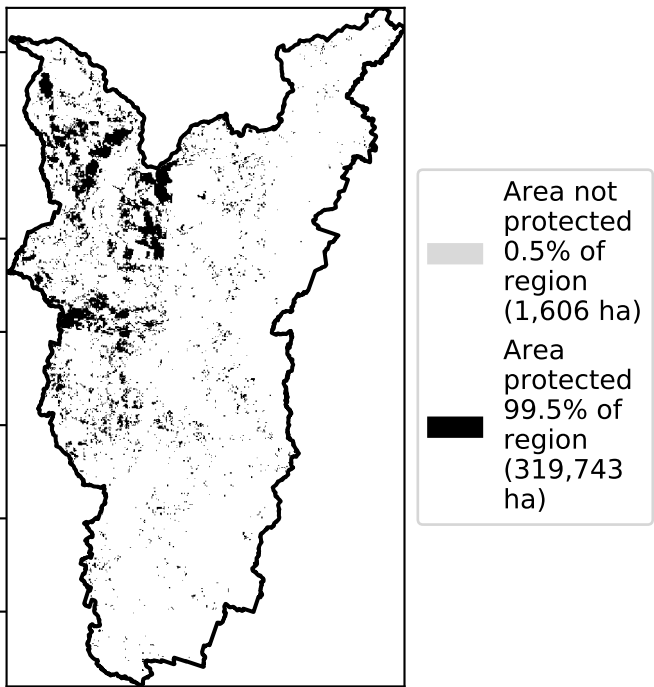 Area not
protected
0.5% of
region
(1,606 ha)
Area
protected
99.5% of
region
(319,743
ha)